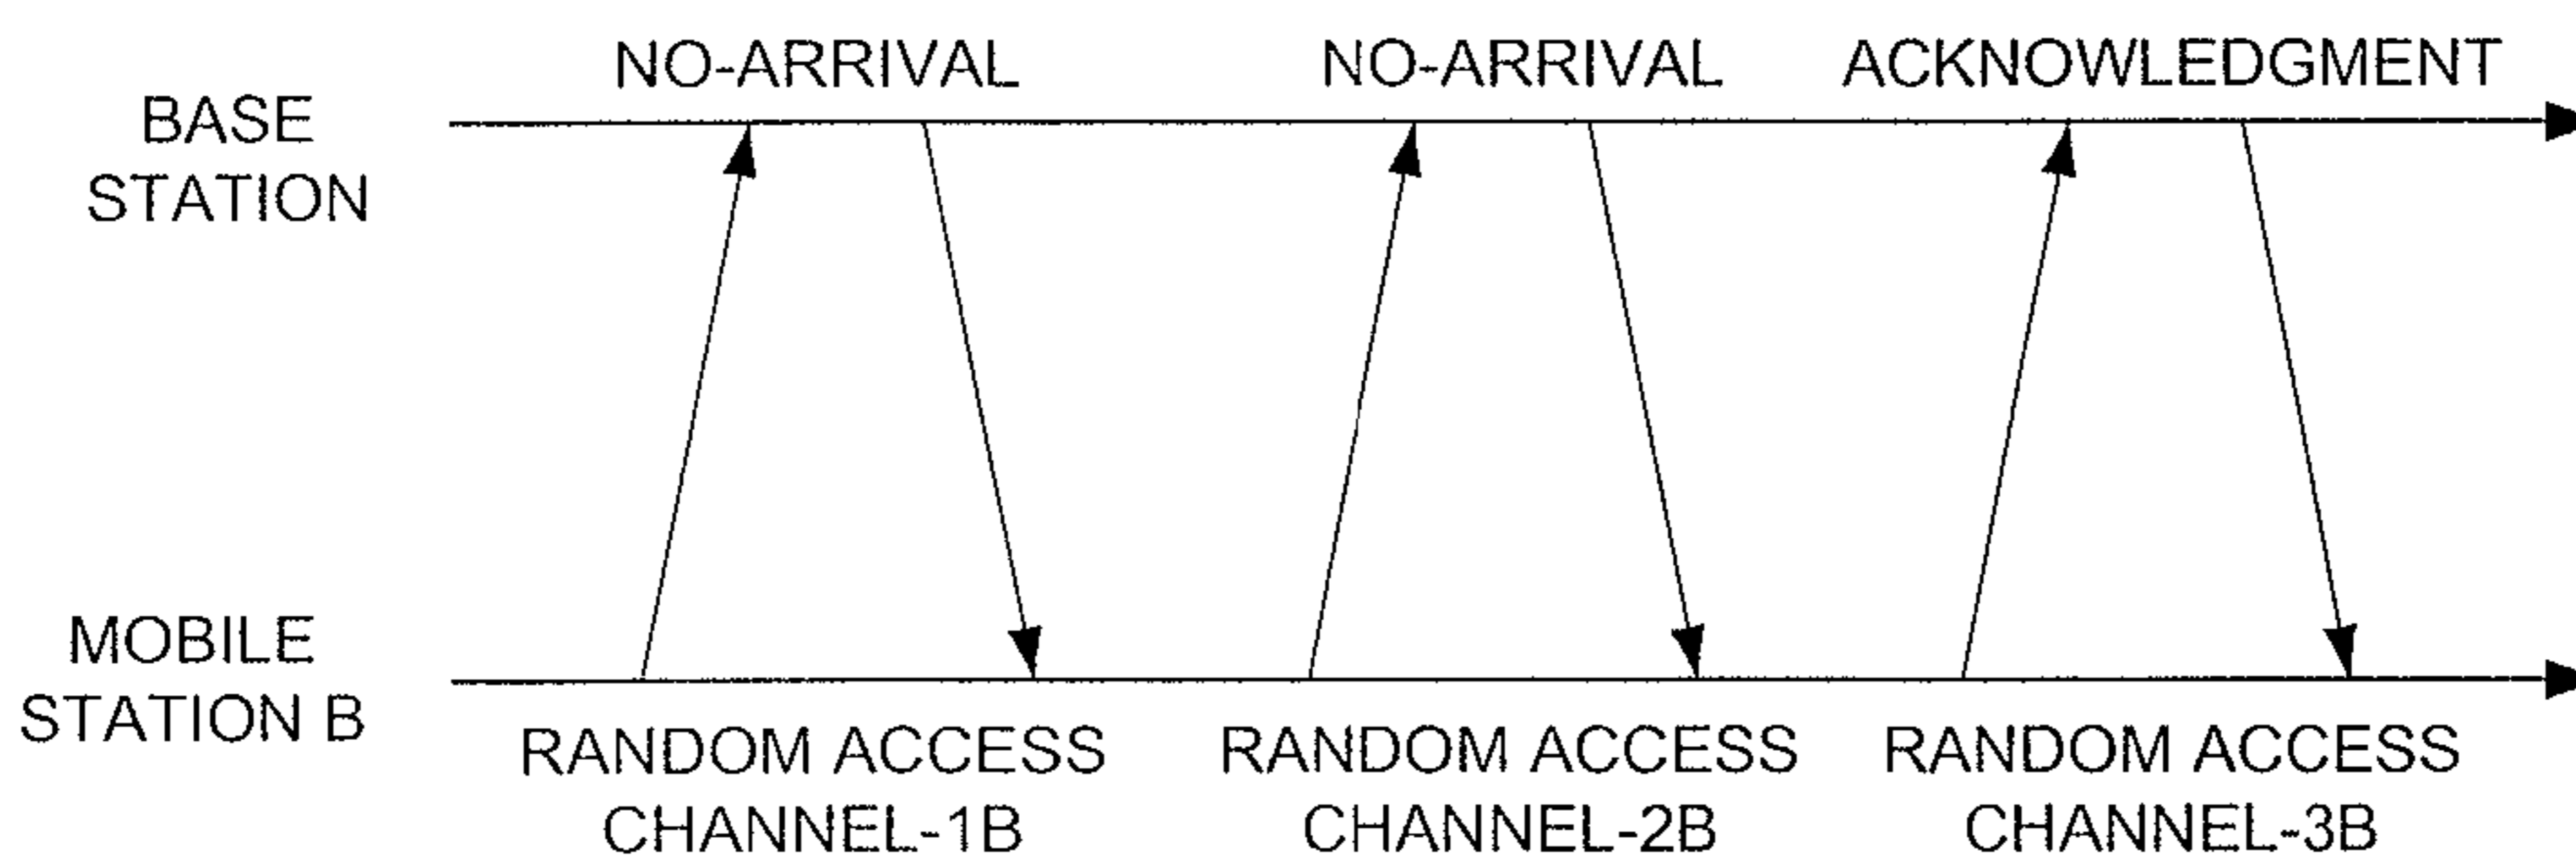 NO-ARRIVAL
NO-ARRIVAL
ACKNOWLEDGMENT
BASE
STATION
MOBILE
STATION B
RANDOM ACCESS
CHANNEL-1B
RANDOM ACCESS
CHANNEL-2B
RANDOM ACCESS
CHANNEL-3B